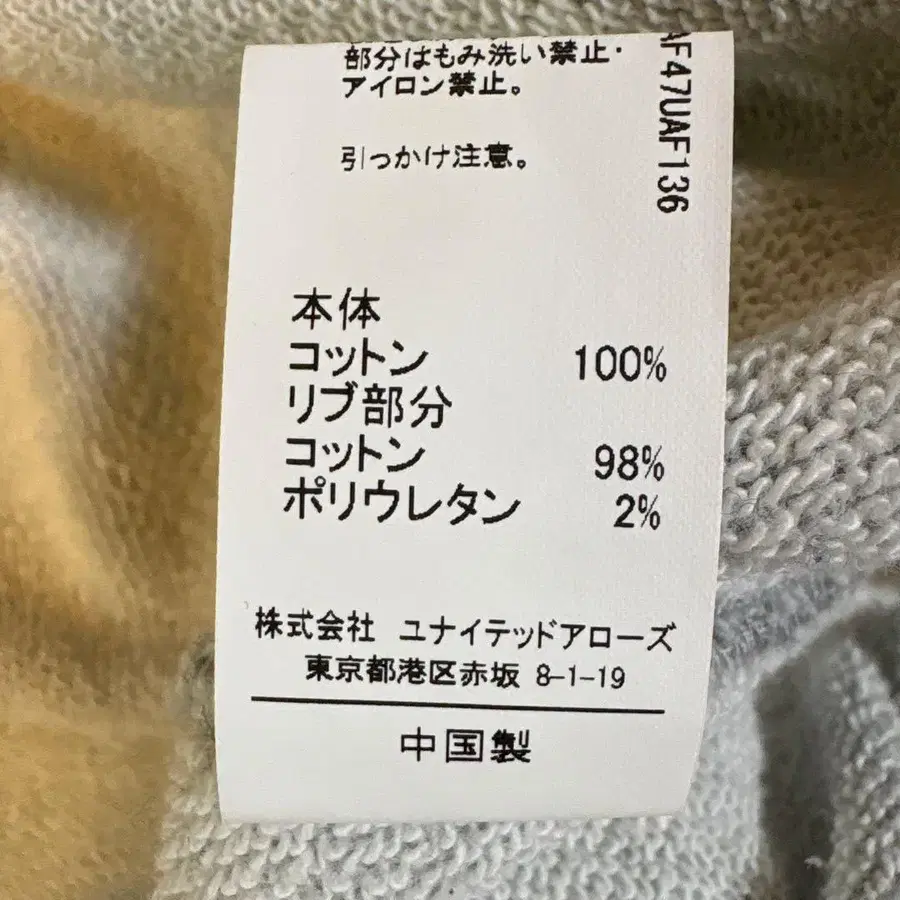 部分はもみ洗い禁止・
アイロン禁止。
引っかけ注意。
AF47UAF136
本体
コットン 100%
リブ部分
コットン 98%
ポリウレタン 2%
株式会社 ユナイテッドアローズ
東京都港区赤坂 8-1-19
中国製